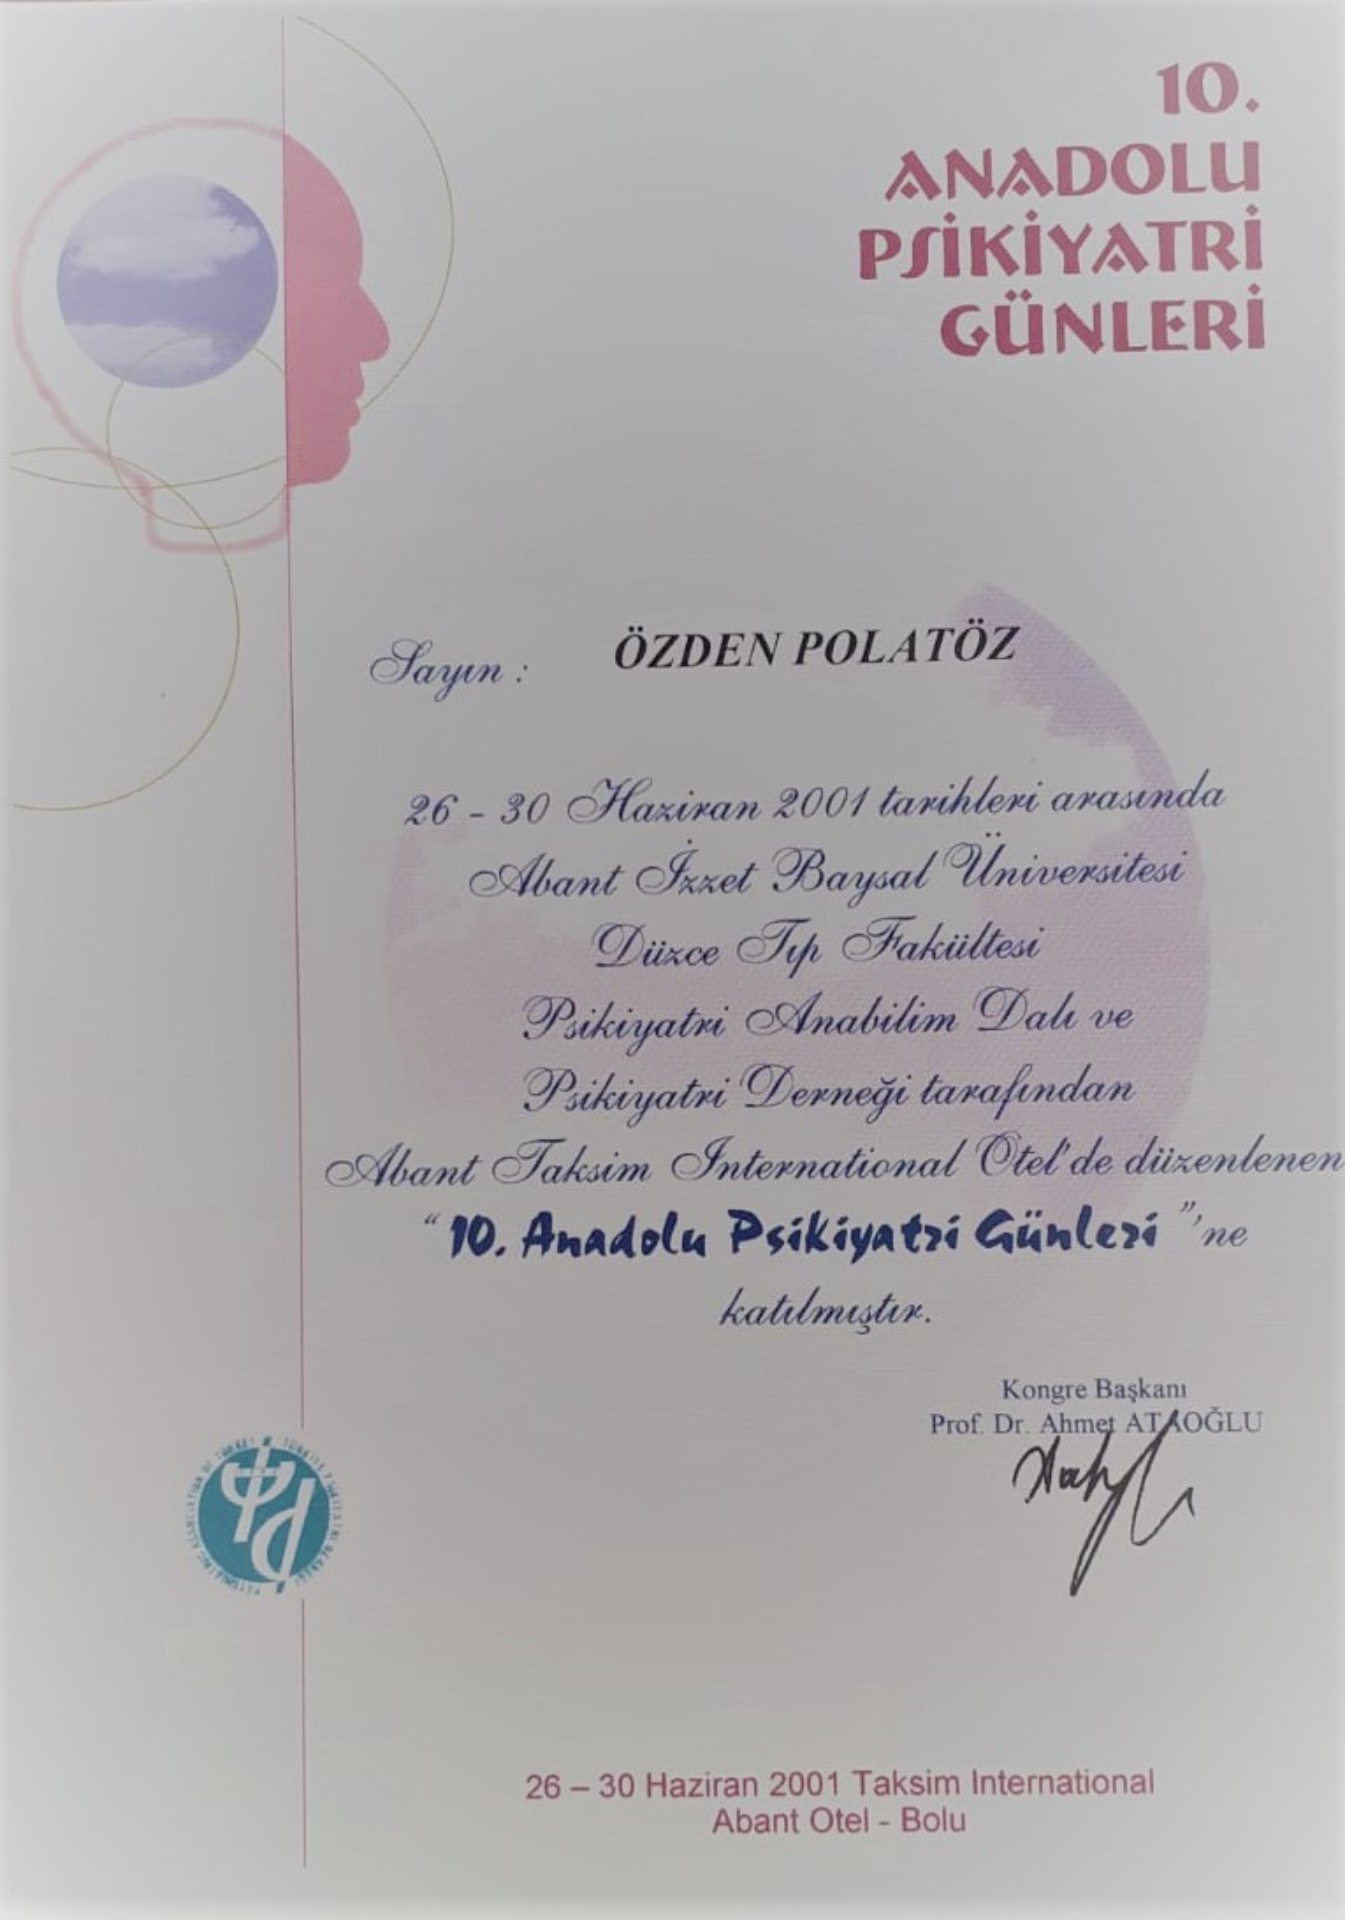 10.
ANADOLU
PSİKİYATRİ
GÜNLERİ
Sayın : ÖZDEN POLATÖZ
26 - 30 Haziran 2001 tarihleri arasında
Abant İzzet Baysal Üniversitesi
Düzce Tıp Fakültesi
Psikiyatri Anabilim Dalı ve
Psikiyatri Derneği tarafından
Abant Taksim International Otel'de düzenlenen
“10. Anadolu Psikiyatri Günleri”'ne
katılmıştır.
Kongre Başkanı
Prof. Dr. Ahmet ATAOĞLU
26 – 30 Haziran 2001 Taksim International
Abant Otel - Bolu